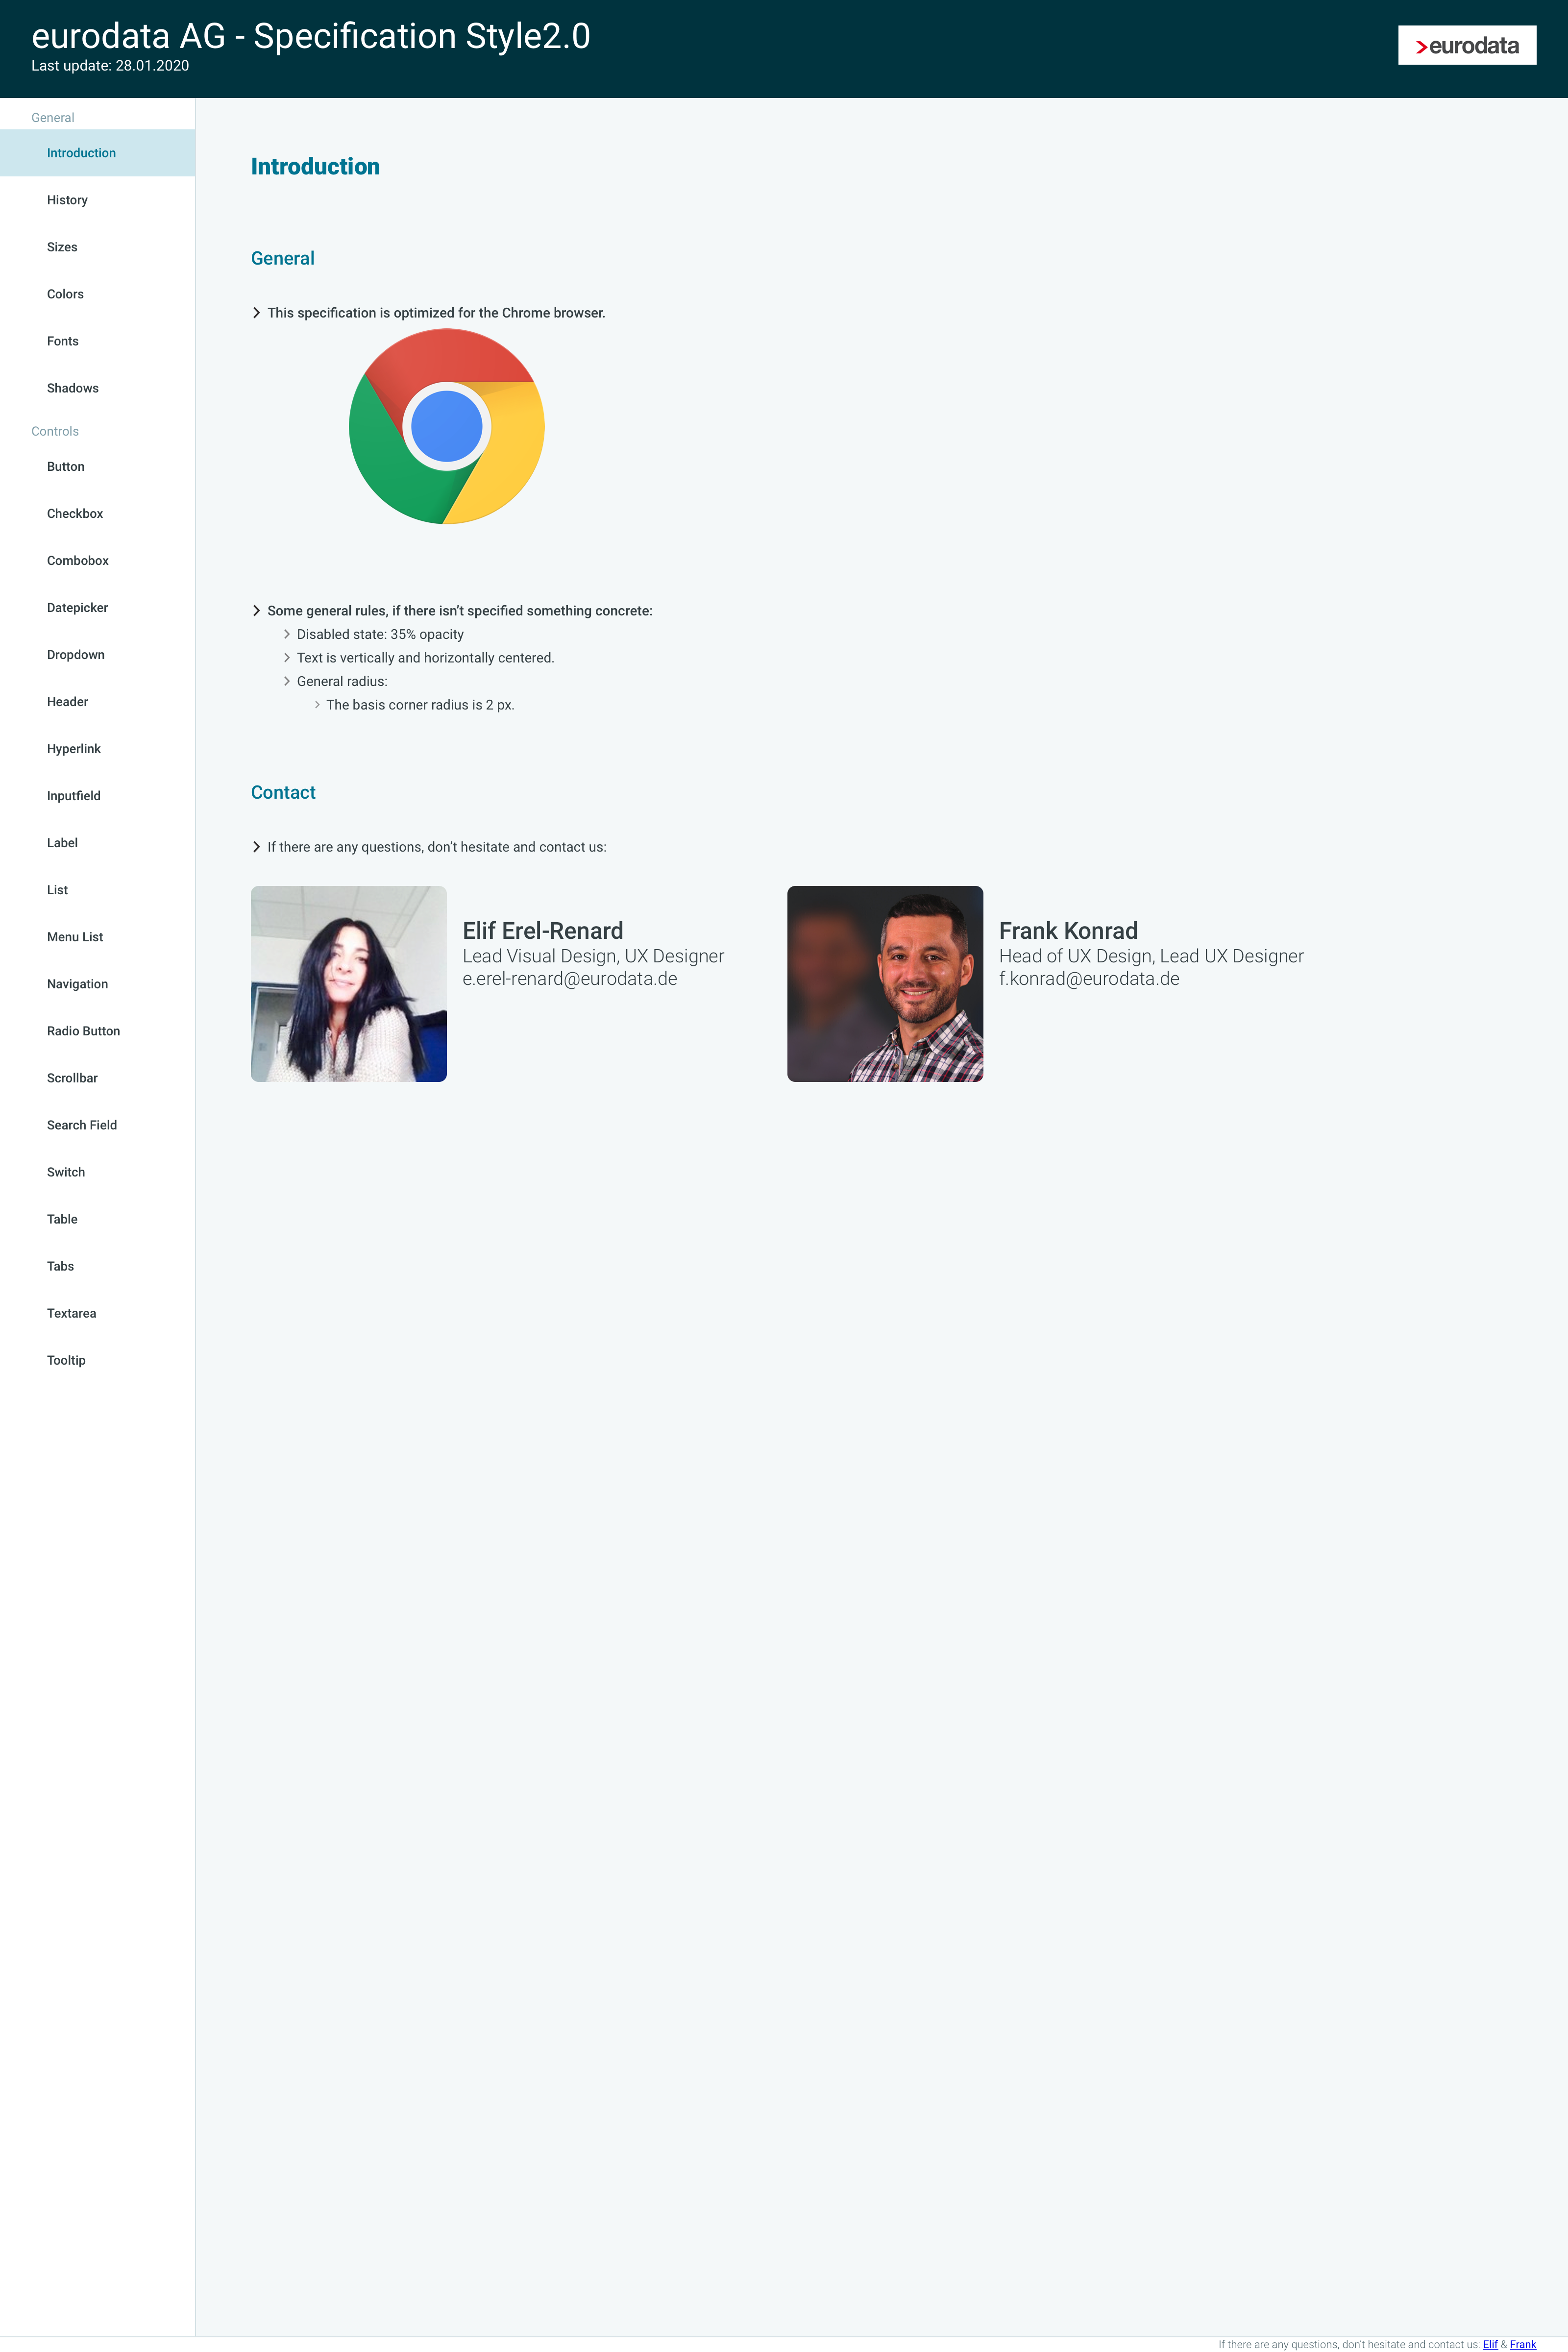 eurodata AG - Specification Style2.0
Last update: 28.01.2020
eurodata
General
Introduction
History
Sizes
Colors
Fonts
Shadows
Controls
Button
Checkbox
Combobox
Datepicker
Dropdown
Header
Hyperlink
Inputfield
Label
List
Menu List
Navigation
Radio Button
Scrollbar
Search Field
Switch
Table
Tabs
Textarea
Tooltip
Introduction
General
This specification is optimized for the Chrome browser.
Some general rules, if there isn’t specified something concrete:
Disabled state: 35% opacity
Text is vertically and horizontally centered.
General radius:
The basis corner radius is 2 px.
Contact
If there are any questions, don’t hesitate and contact us:
Elif Erel-Renard
Lead Visual Design, UX Designer
e.erel-renard@eurodata.de
Frank Konrad
Head of UX Design, Lead UX Designer
f.konrad@eurodata.de
If there are any questions, don’t hesitate and contact us: Elif & Frank